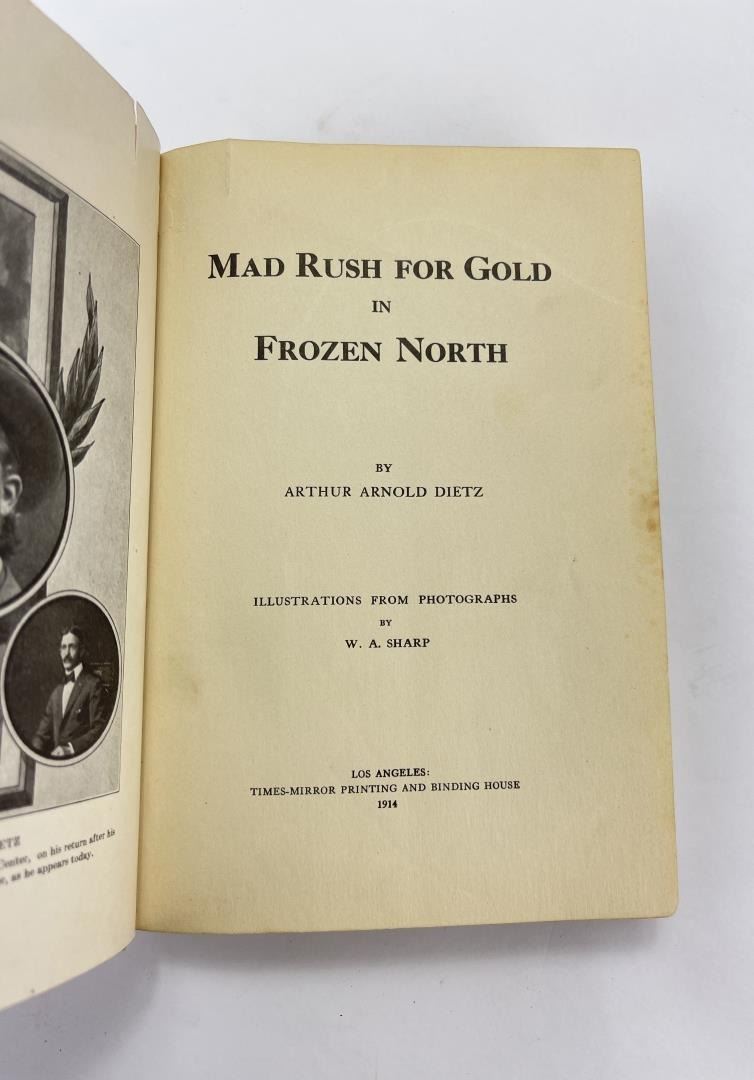 ETZ
Center, on his return after his
as he appears today.
MAD RUSH FOR GOLD
IN
FROZEN NORTH
BY
ARTHUR ARNOLD DIETZ
ILLUSTRATIONS FROM PHOTOGRAPHS
BY
W. A. SHARP
LOS ANGELES:
TIMES-MIRROR PRINTING AND BINDING HOUSE
1914